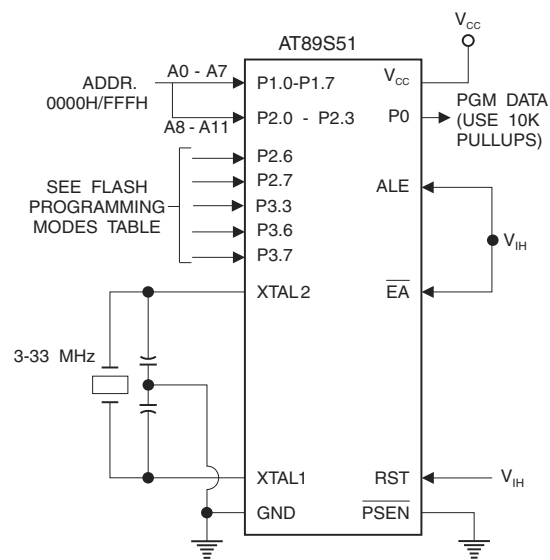 AT89S51
VCC
ADDR.
0000H/FFFH
A0 - A7
P1.0-P1.7
VCC
A8 - A11
P2.0 - P2.3
P0
PGM DATA
(USE 10K
PULLUPS)
SEE FLASH
PROGRAMMING
MODES TABLE
P2.6
P2.7
P3.3
P3.6
P3.7
ALE
VIH
EA
XTAL2
3-33 MHz
XTAL1
RST
VIH
GND
PSEN